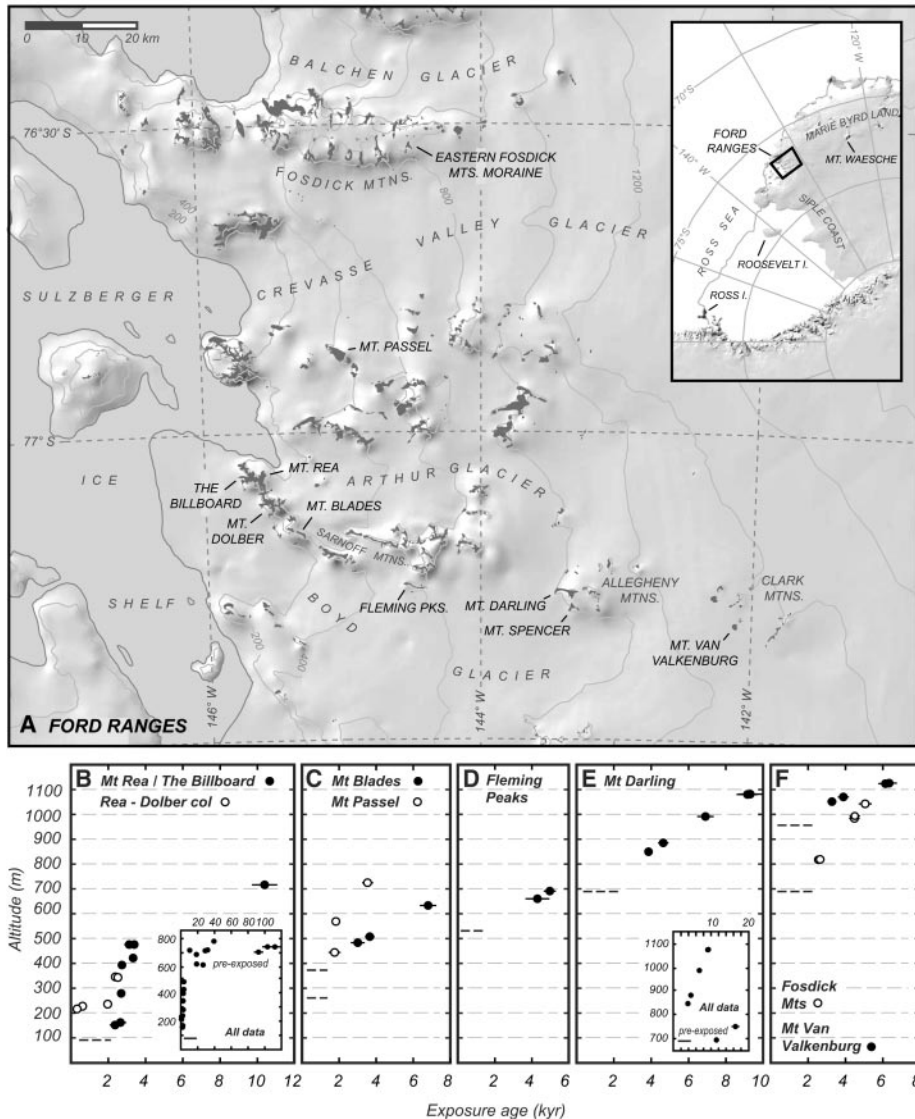 0 10 20 km
BALCHEN GLACIER
76°30' S
EASTERN FOSDICK
MTS. MORAINE
FOSDICK MTNS.
400
200
800
1200
CREVASSE VALLEY GLACIER
SULZBERGER
MT. PASSEL
77° S
ICE
MT. REA
THE
BILLBOARD
ARTHUR GLACIER
MT. BLADES
MT.
DOLBER
SARNOFF MTNS.
SHELF
BOYD
FLEMING PKS.
MT. DARLING
ALLEGHENY
MTNS.
CLARK
MTNS.
MT. SPENCER
MT. VAN
VALKENBURG
200
400
GLACIER
146° W
144° W
142° W
A FORD RANGES
120° W
70°S
FORD
RANGES
MARIE BYRD LAND
MT. WAESCHE
140° W
75°S
ROSS SEA
SIPLE
COAST
ROOSEVELT I.
ROSS I.
B Mt Rea / The Billboard
Rea - Dolber col
C Mt Blades
Mt Passel
D Fleming
Peaks
E Mt Darling
F
Altitude (m)
1100
1000
900
800
700
600
500
400
300
200
100
20 40 60 80 100
800
600
400
200
pre-exposed
All data
10 20
1100
1000
900
800
700
All data
pre-exposed
Fosdick
Mts
Mt Van
Valkenburg
0 2 4 6 8 10 12
2 4 6
2 4 6
2 4 6 8 10
2 4 6 8
Exposure age (kyr)